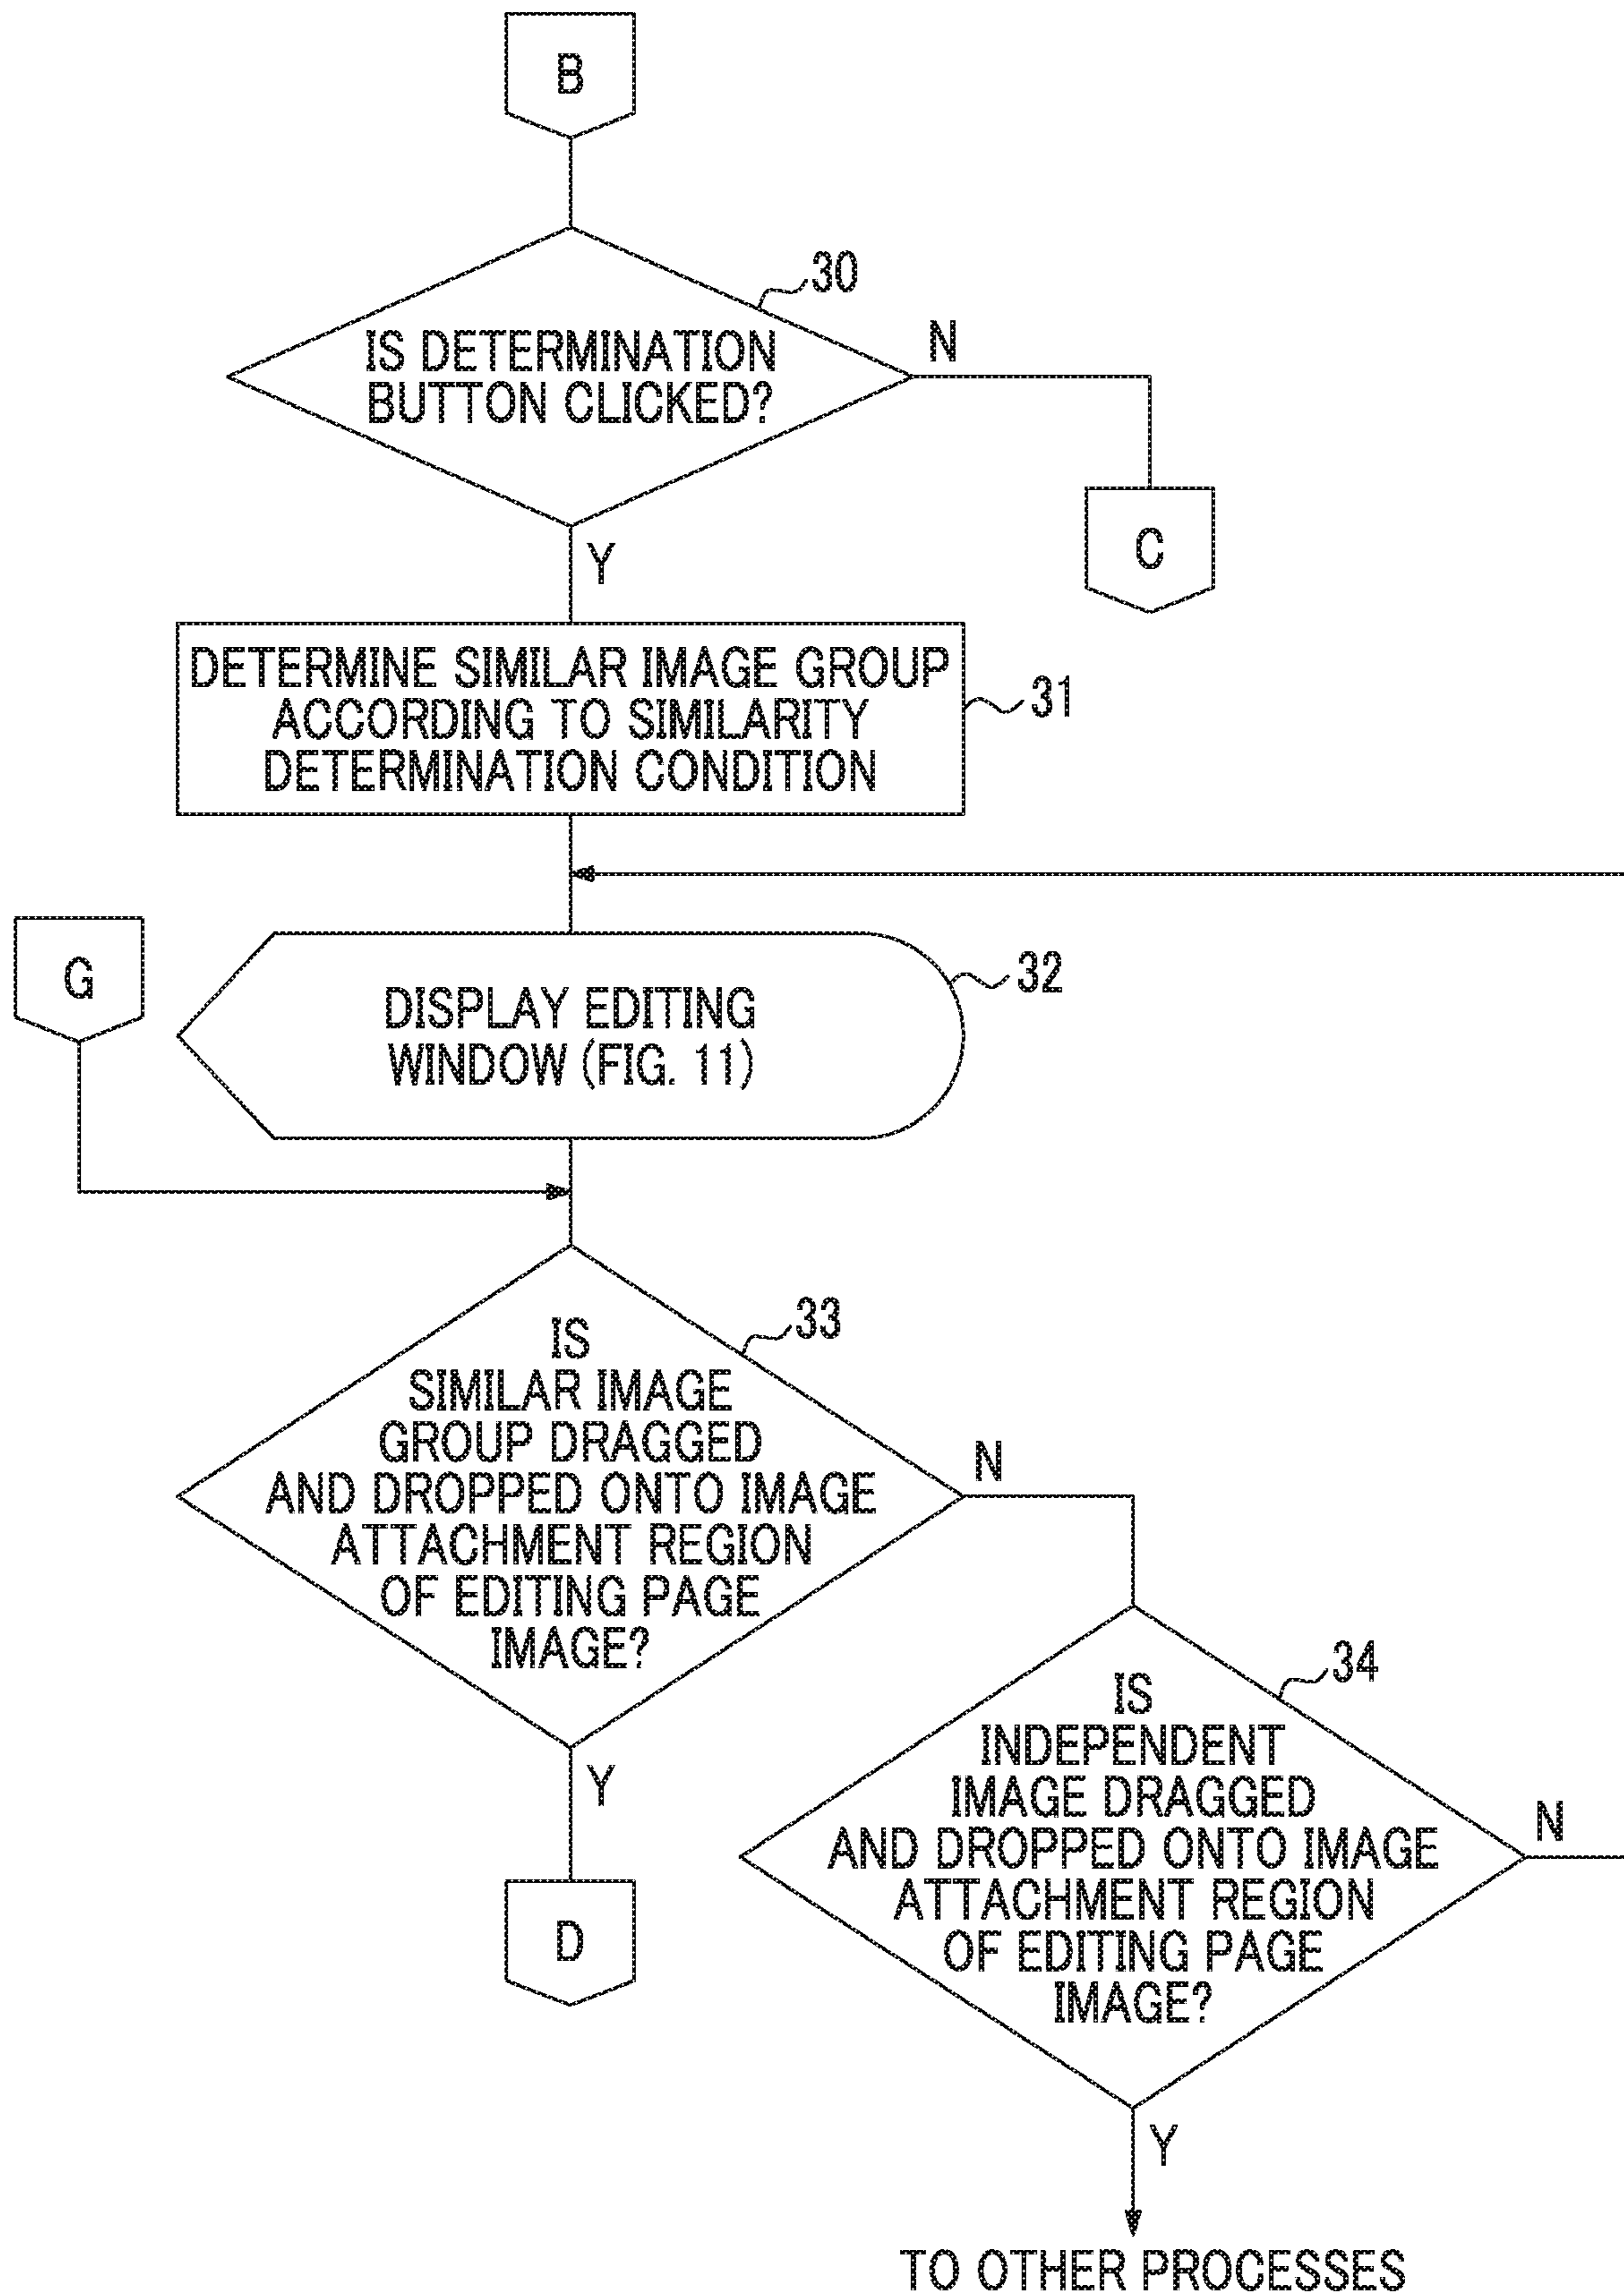 B
30
IS DETERMINATION
BUTTON CLICKED?
N
C
Y
DETERMINE SIMILAR IMAGE GROUP
ACCORDING TO SIMILARITY
DETERMINATION CONDITION
31
G
DISPLAY EDITING
WINDOW (FIG. 11)
32
33
IS
SIMILAR IMAGE
GROUP DRAGGED
AND DROPPED ONTO IMAGE
ATTACHMENT REGION
OF EDITING PAGE
IMAGE?
N
Y
D
34
IS
INDEPENDENT
IMAGE DRAGGED
AND DROPPED ONTO IMAGE
ATTACHMENT REGION
OF EDITING PAGE
IMAGE?
N
Y
TO OTHER PROCESSES